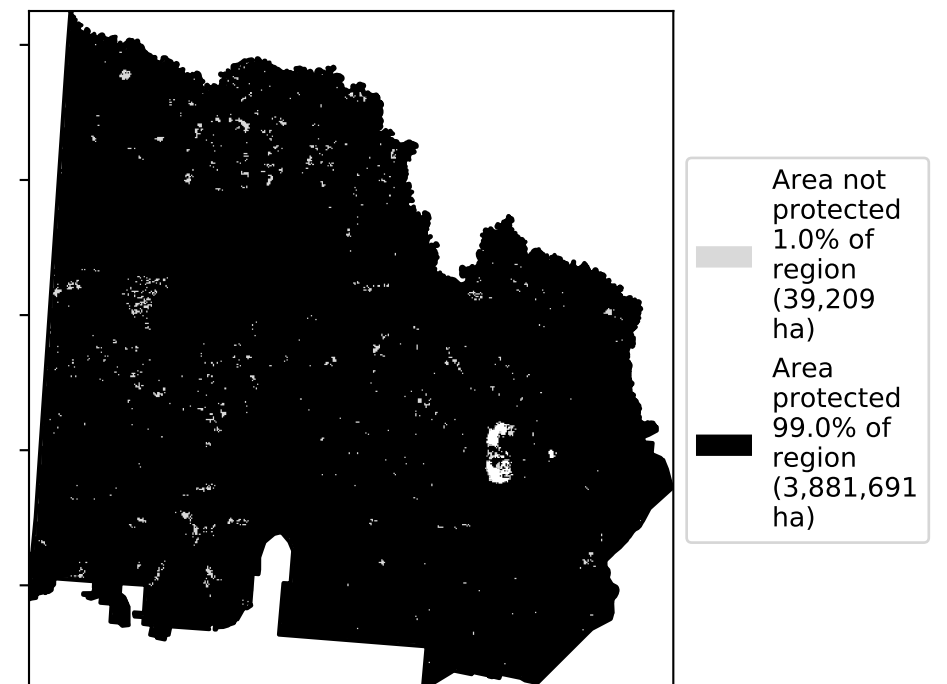 Area not
protected
1.0% of
region
(39,209
ha)
Area
protected
99.0% of
region
(3,881,691
ha)